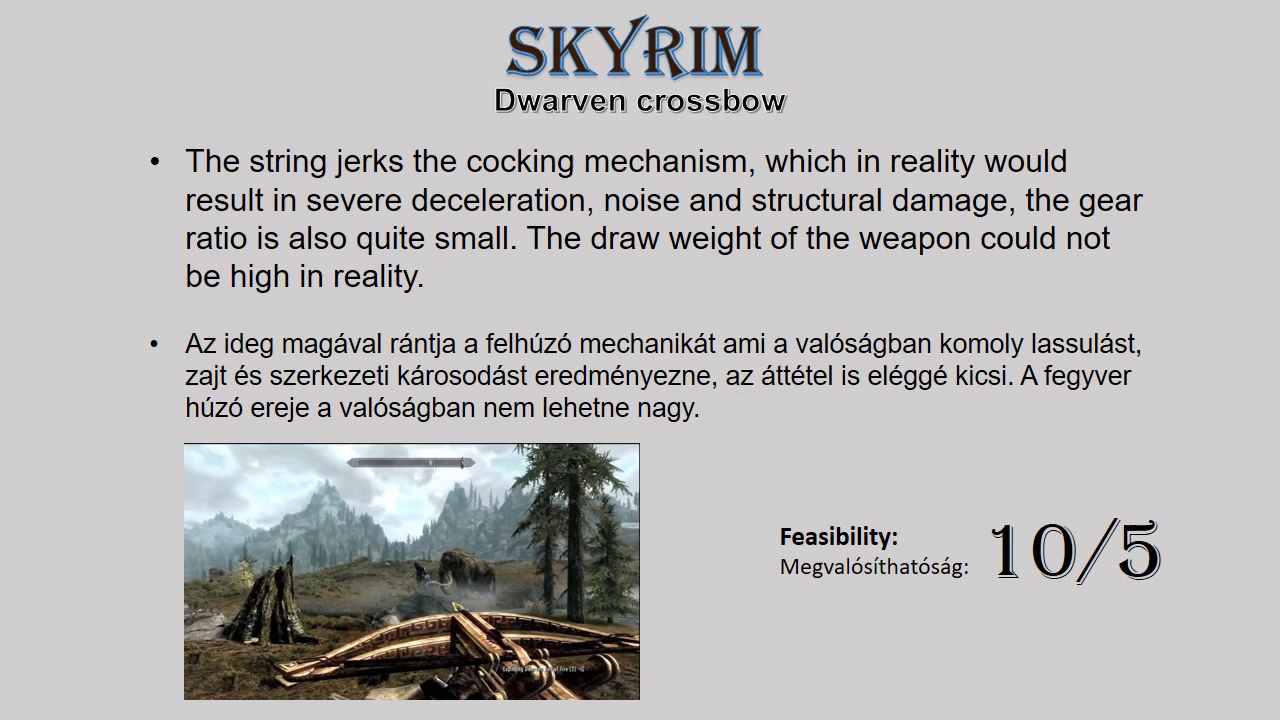 SKYRIM
Dwarven crossbow
• The string jerks the cocking mechanism, which in reality would
result in severe deceleration, noise and structural damage, the gear
ratio is also quite small. The draw weight of the weapon could not
be high in reality.
• Az ideg magával rántja a felhúzó mechanikát ami a valóságban komoly lassulást,
zajt és szerkezeti károsodást eredményezne, az áttétel is eléggé kicsi. A fegyver
húzó ereje a valóságban nem lehetne nagy.
Feasibility:
Megvalósíthatóság:
10/5